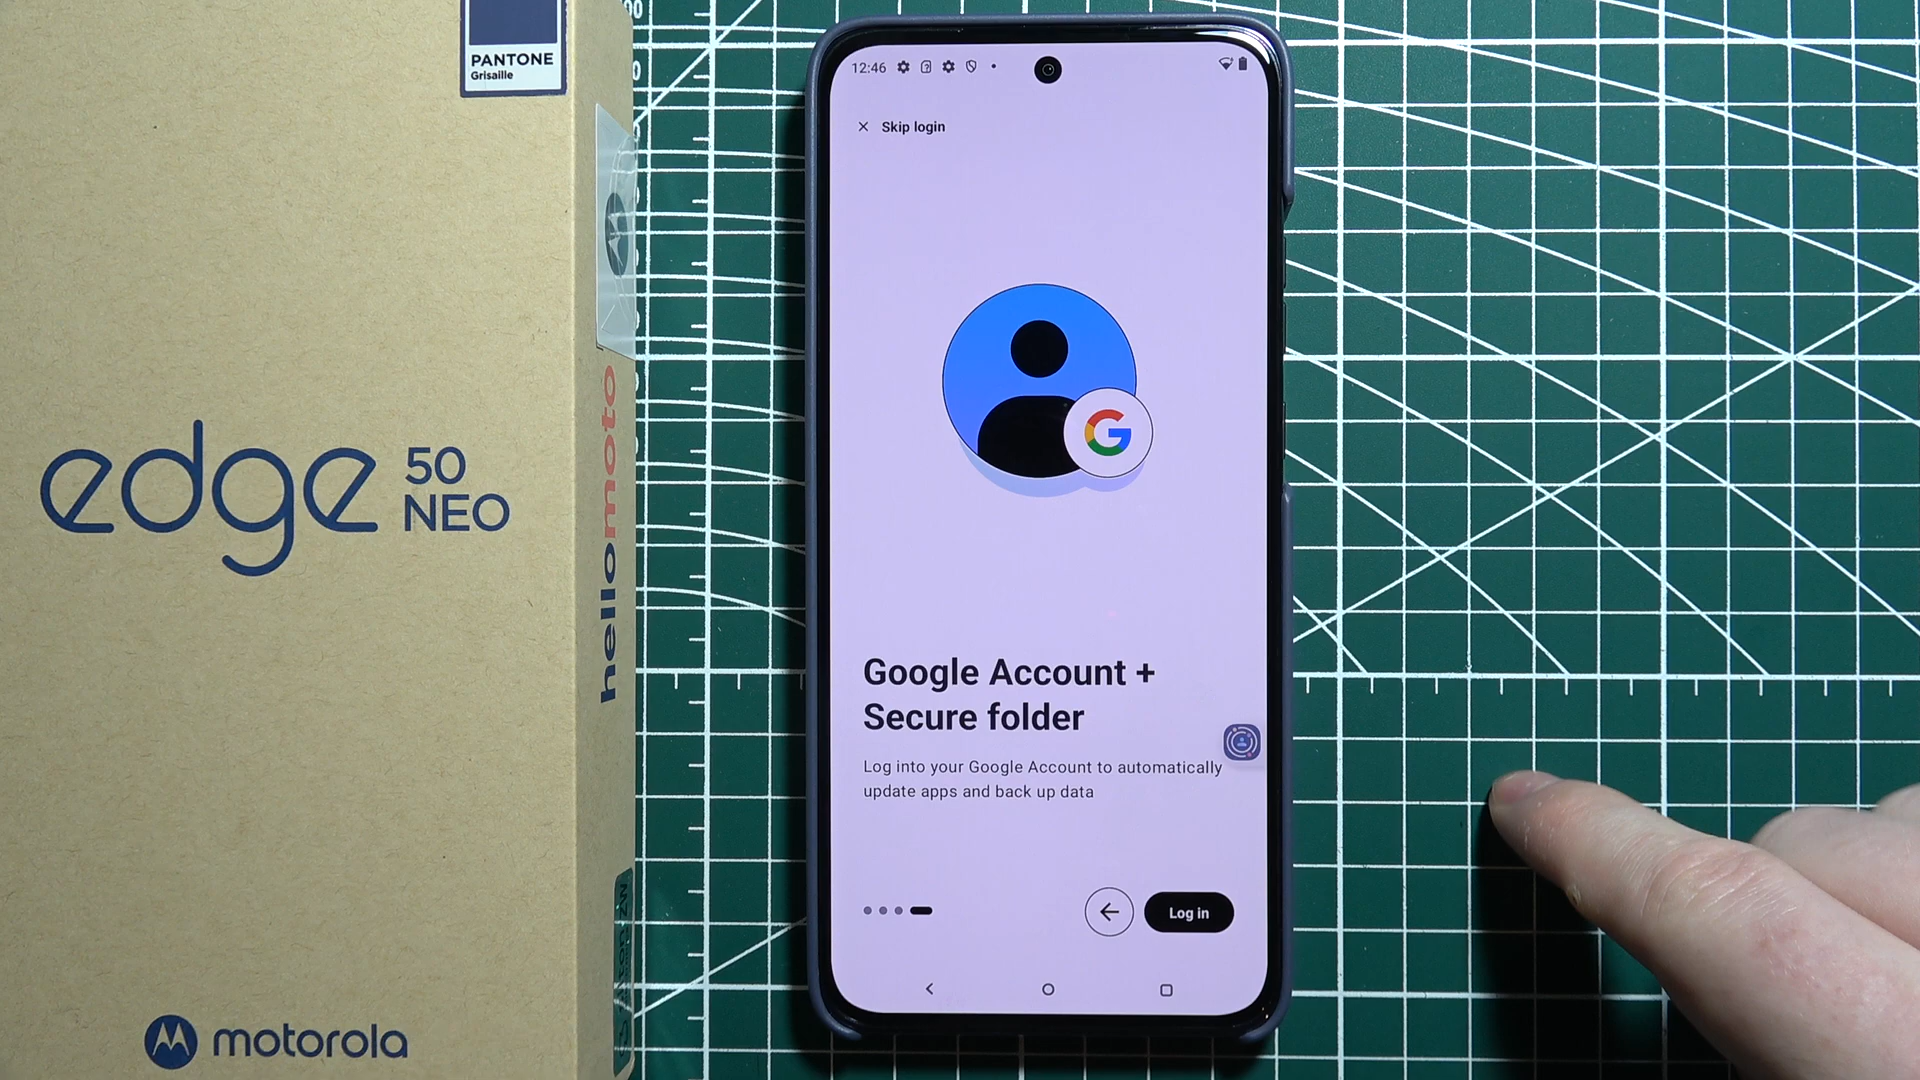 PANTONE
Grisaille
edge
50
NEO
hellomoto
motorola
12:46
Skip login
Google Account +
Secure folder
Log into your Google Account to automatically
update apps and back up data
Log in